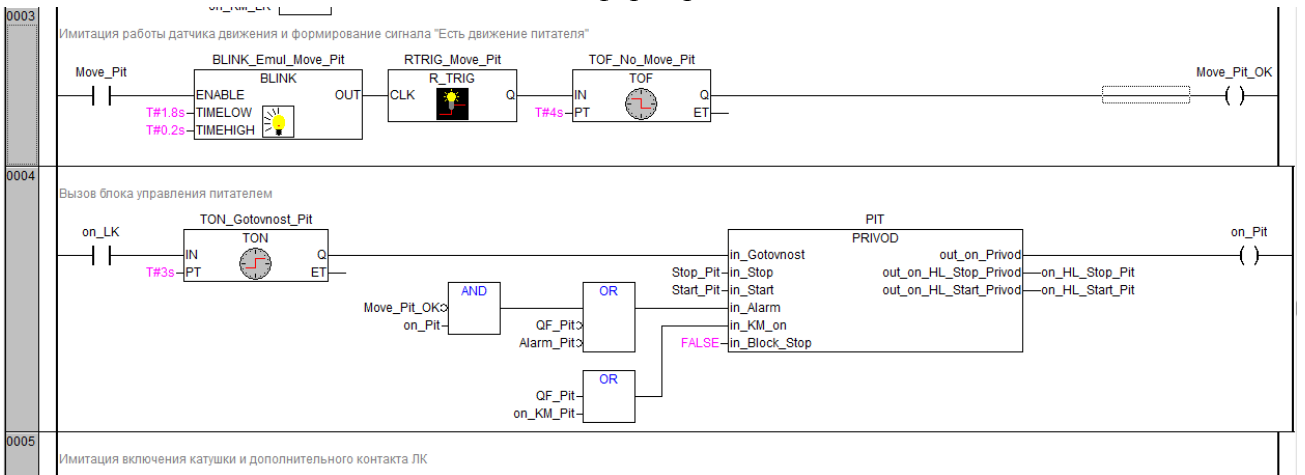 0003
Имитация работы датчика движения и формирование сигнала "Есть движение питателя"
BLINK_Emul_Move_Pit RTRIG_Move_Pit TOF_No_Move_Pit
Move_Pit BLINK R_TRIG TOF Move_Pit_OK
ENABLE OUT CLK Q IN Q
T#1.8s TIMELOW T#4s PT ET
T#0.2s TIMEHIGH
0004
Вызов блока управления питателем
TON_Gotovnost_Pit PIT
on_LK TON PRIVOD on_Pit
IN Q in_Gotovnost out_on_Privod
T#3s PT ET Stop_Pit in_Stop out_on_HL_Stop_Privod on_HL_Stop_Pit
AND OR Start_Pit in_Start out_on_HL_Start_Privod on_HL_Start_Pit
Move_Pit_OK in_Alarm
on_Pit QF_Pit in_KM_on
Alarm_Pit FALSE in_Block_Stop
OR
QF_Pit
on_KM_Pit
0005
Имитация включения катушки и дополнительного контакта ЛК